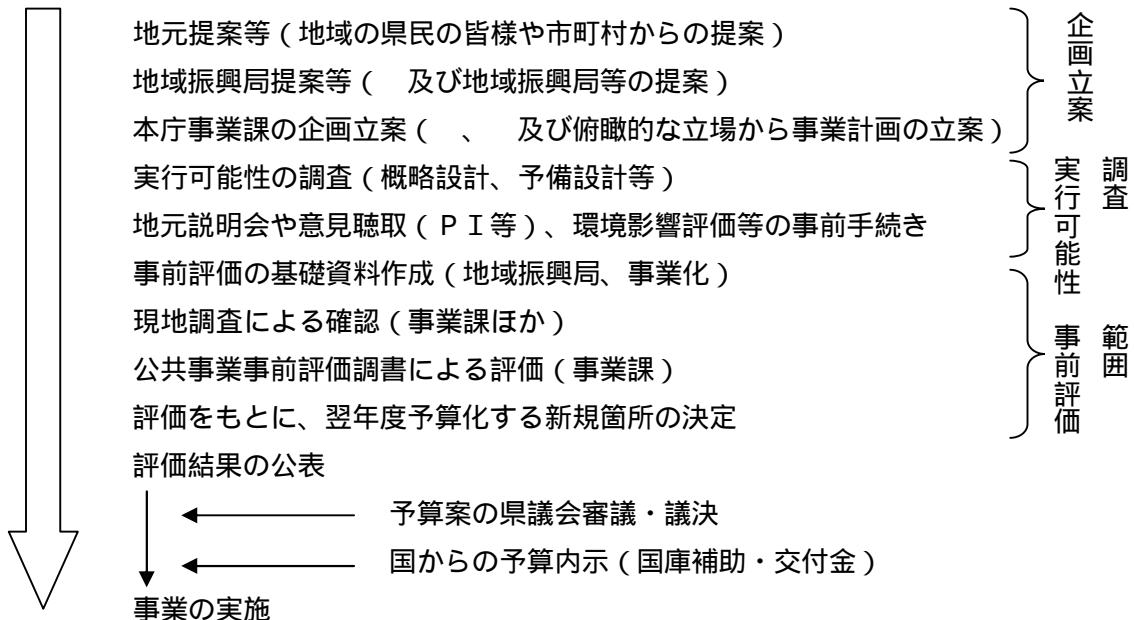 地元提案等(地域の県民の皆様や市町村からの提案)
地域振興局提案等(　及び地域振興局等の提案)
本庁事業課の企画立案(　、　及び俯瞰的な立場から事業計画の立案)
企画立案
実行可能性の調査(概略設計、予備設計等)
地元説明会や意見聴取(PI等)、環境影響評価等の事前手続き
実行可能性
調査
事前評価の基礎資料作成(地域振興局、事業化)
現地調査による確認(事業課ほか)
公共事業事前評価調書による評価(事業課)
評価をもとに、翌年度予算化する新規箇所の決定
事前評価
範囲
評価結果の公表
予算案の県議会審議・議決
国からの予算内示(国庫補助・交付金)
事業の実施